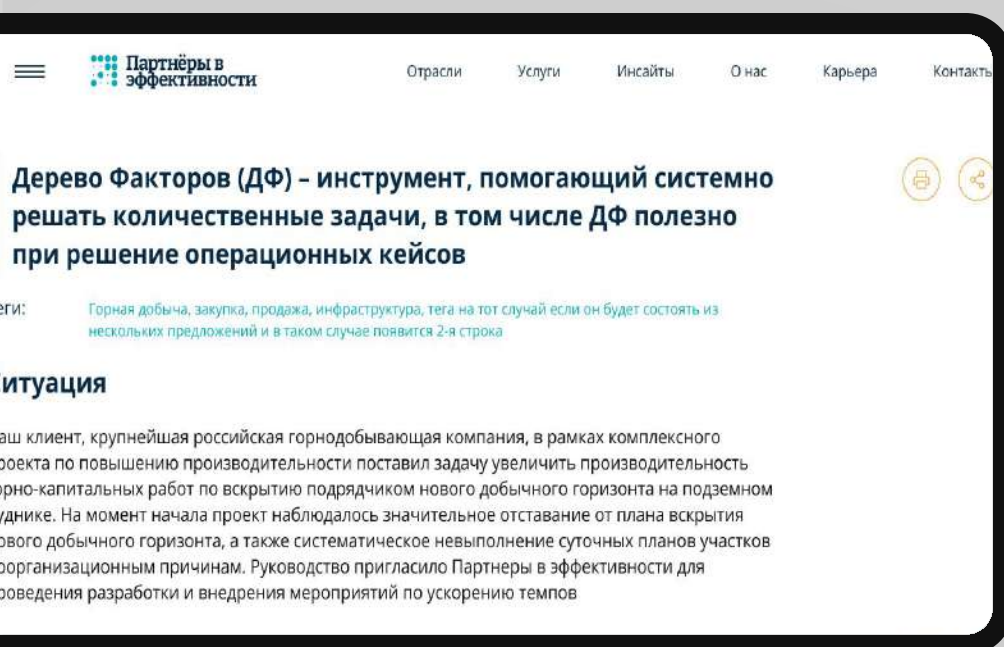 Партнёры в
эффективности
Отрасли Услуги Инсайты О нас Карьера Контакты
Дерево Факторов (ДФ) – инструмент, помогающий системно
решать количественные задачи, в том числе ДФ полезно
при решение операционных кейсов
еги:
Горная добыча, закупка, продажа, инфраструктура, тега на тот случай если он будет состоять из
нескольких предложений и в таком случае появится 2-я строка
Ситуация
аш клиент, крупнейшая российская горнодобывающая компания, в рамках комплексного
роекта по повышению производительности поставил задачу увеличить производительность
орно-капитальных работ по вскрытию подрядчиком нового добычного горизонта на подземном
уднике. На момент начала проект наблюдалось значительное отставание от плана вскрытия
ового добычного горизонта, а также систематическое невыполнение суточных планов участков
оорганизационным причинам. Руководство пригласило Партнеры в эффективности для
роведения разработки и внедрения мероприятий по ускорению темпов